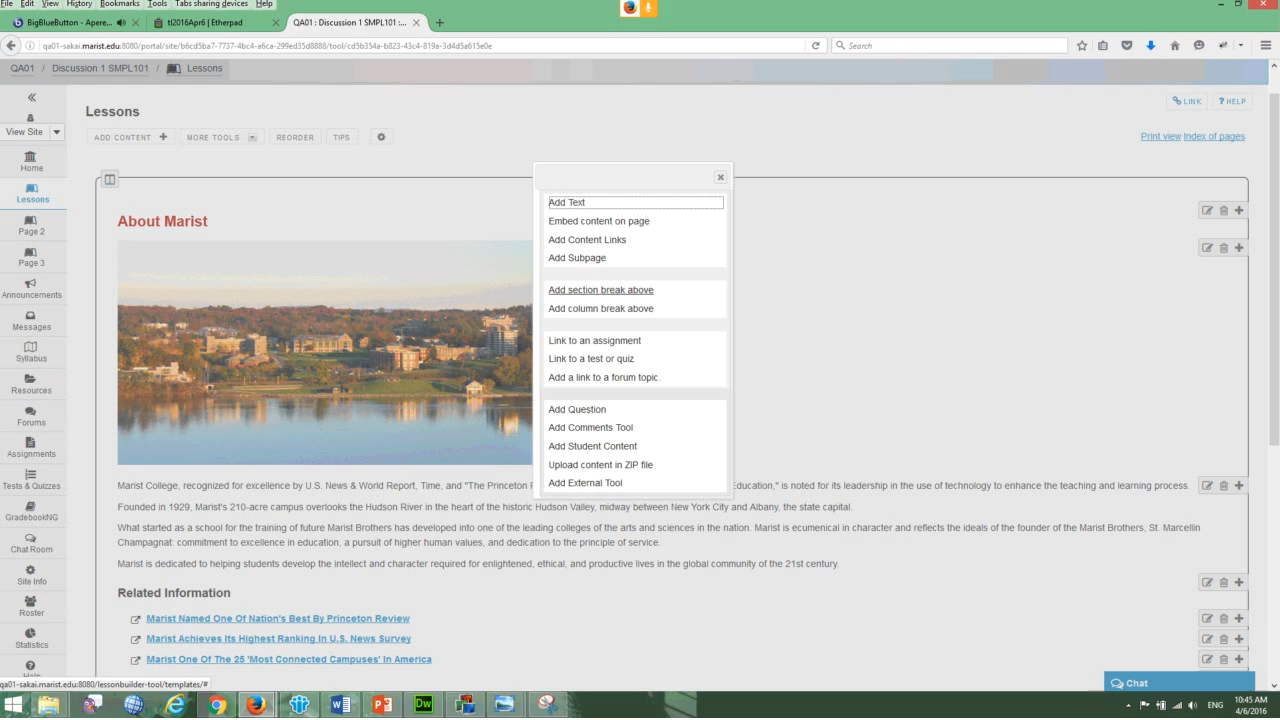 File Edit View History Bookmarks Tools Tabs sharing devices Help
BigBlueButton - Apere...
tl2016Apr6 | Etherpad
QA01 : Discussion 1 SMPL101 :...
qa01-sakai.marist.edu:8080/portal/site/b6cd5ba7-7737-4bc4-a6ca-299ed35d8888/tool/cd5b354a-b823-43c4-819a-3d4d5a615e0e
Search
QA01 / Discussion 1 SMPL101 / Lessons
View Site
Home
Lessons
Page 2
Page 3
Announcements
Messages
Syllabus
Resources
Forums
Assignments
Tests & Quizzes
GradebookNG
Chat Room
Site Info
Roster
Statistics
Help
Lessons
LINK
? HELP
ADD CONTENT
MORE TOOLS
REORDER
TIPS
Print view Index of pages
Add Text
Embed content on page
Add Content Links
Add Subpage
Add section break above
Add column break above
Link to an assignment
Link to a test or quiz
Add a link to a forum topic.
Add Question
Add Comments Tool
Add Student Content
Upload content in ZIP file
Add External Tool
About Marist
Marist College, recognized for excellence by U.S. News & World Report, Time, and "The Princeton Education," is noted for its leadership in the use of technology to enhance the teaching and learning process.
Founded in 1929, Marist's 210-acre campus overlooks the Hudson River in the heart of the historic Hudson Valley, midway between New York City and Albany, the state capital.
What started as a school for the training of future Marist Brothers has developed into one of the leading colleges of the arts and sciences in the nation. Marist is ecumenical in character and reflects the ideals of the founder of the Marist Brothers, St. Marcellin
Champagnat: commitment to excellence in education, a pursuit of higher human values, and dedication to the principle of service.
Marist is dedicated to helping students develop the intellect and character required for enlightened, ethical, and productive lives in the global community of the 21st century.
Related Information
Marist Named One Of Nation's Best By Princeton Review
Marist Achieves Its Highest Ranking In U.S. News Survey
Marist One Of The 25 'Most Connected Campuses' In America
qa01-sakai.marist.edu:8080/lessonbuilder-tool/templates/#
Chat
Dw
ENG
10:45 AM
4/6/2016